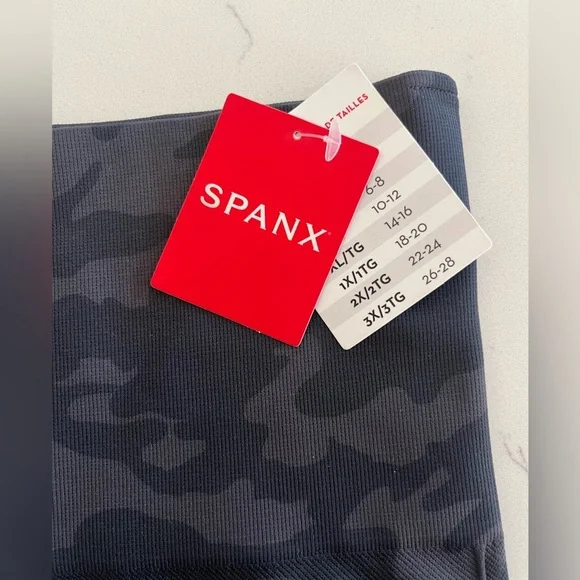 SPANX
TAILLES
6-8
10-12
14-16
XL/TG 18-20
1X/1TG 22-24
2X/2TG 26-28
3X/3TG